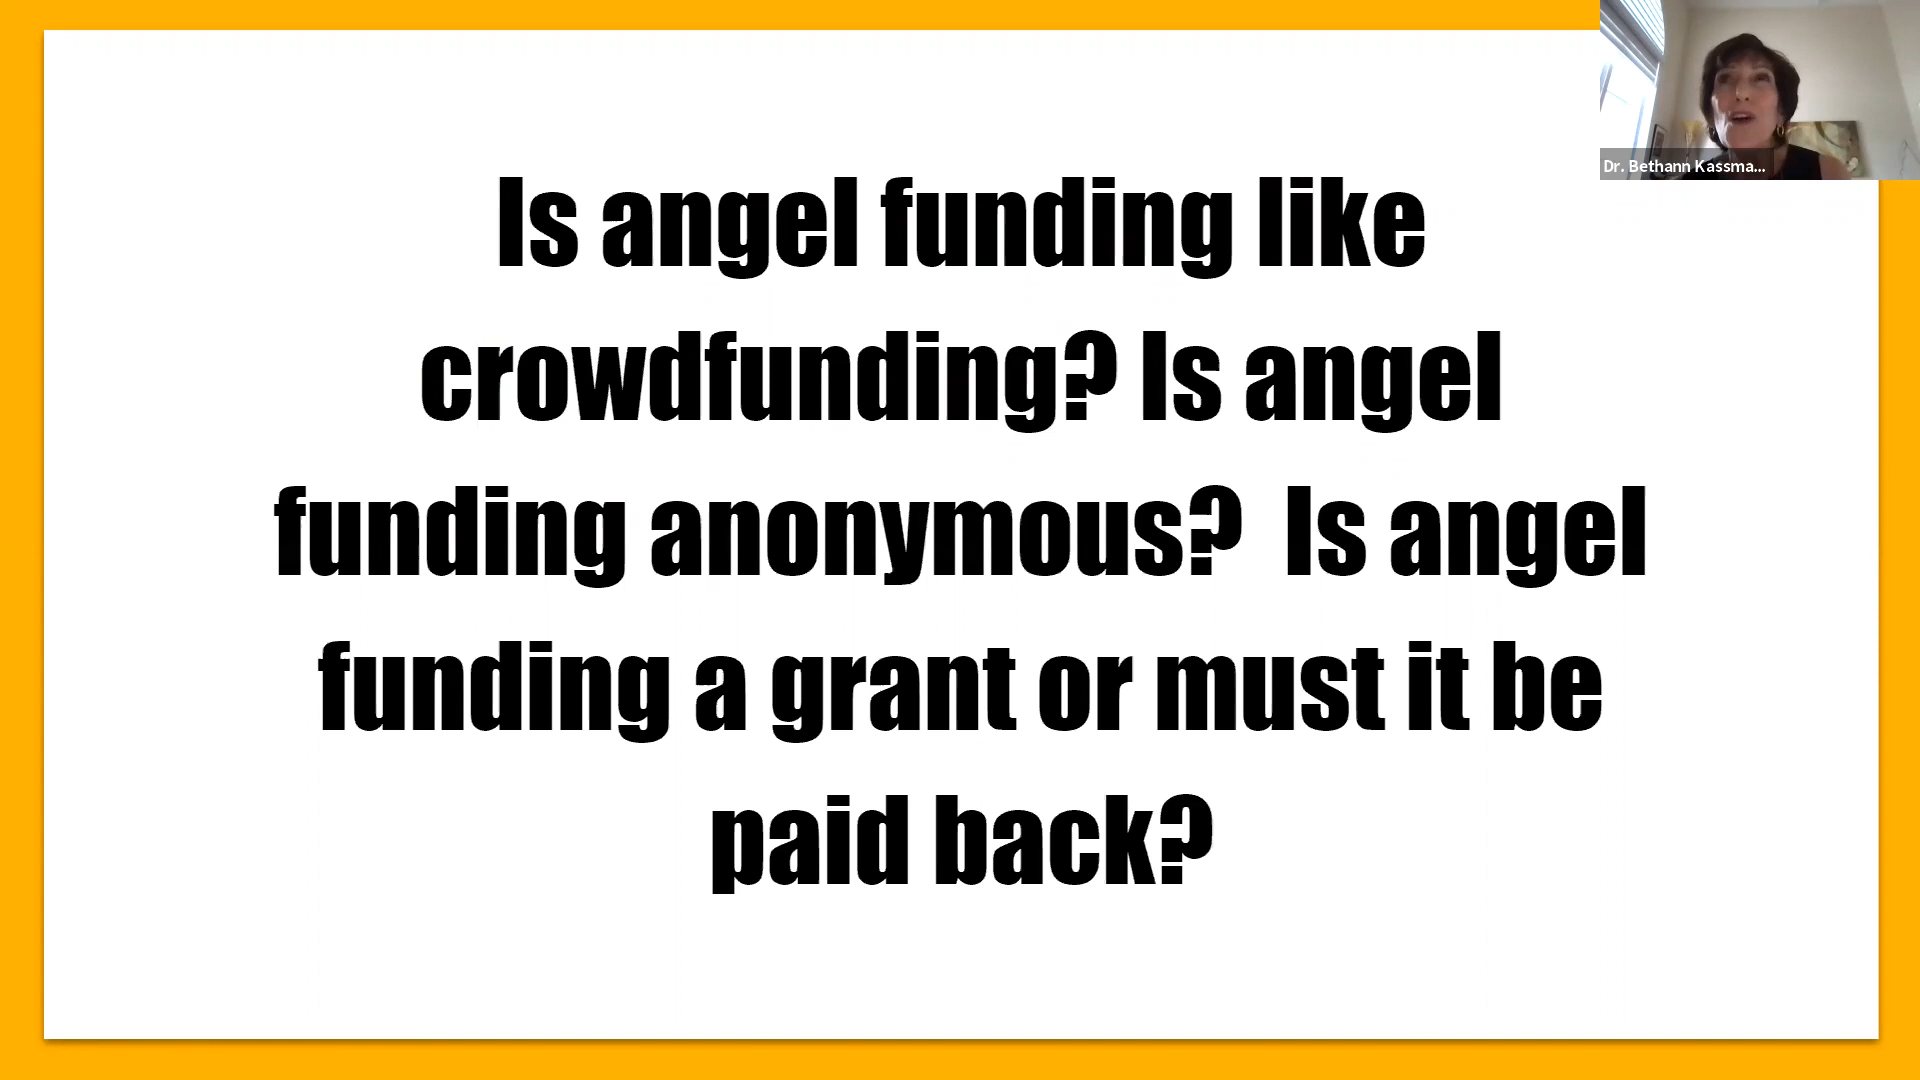 Is angel funding like
crowdfunding? Is angel
funding anonymous?  Is angel
funding a grant or must it be
paid back?
Dr. Bethann Kassma...